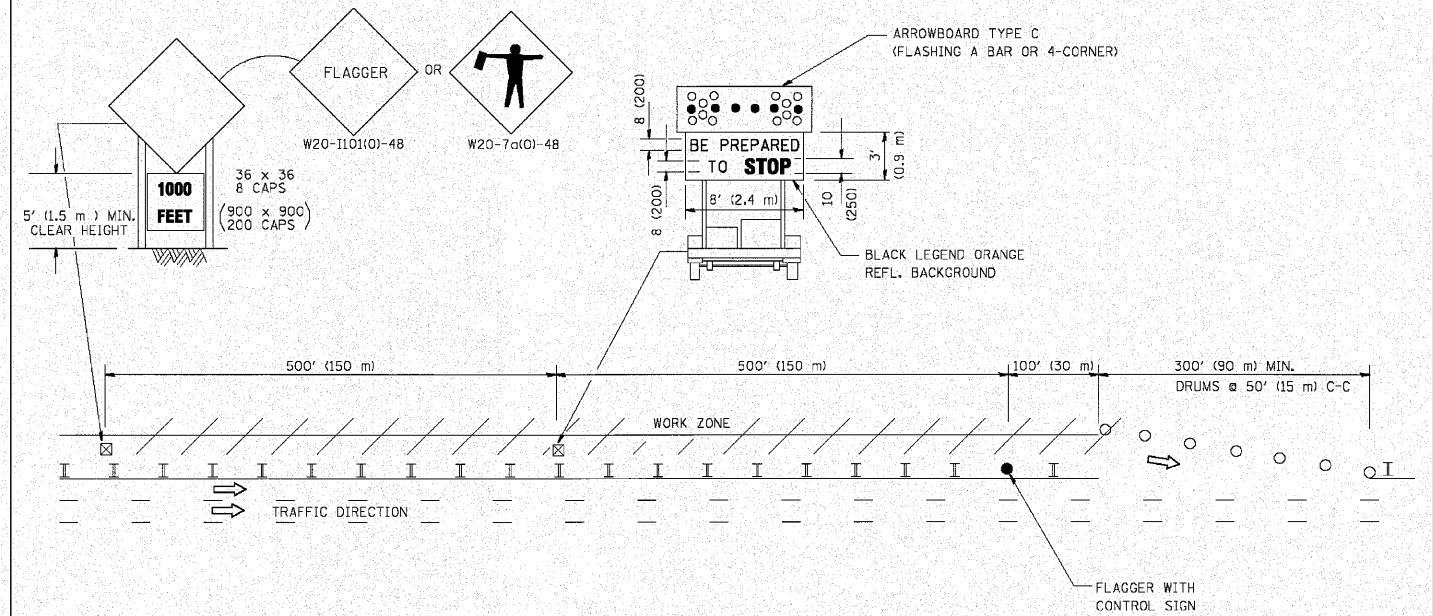 ARROWBOARD TYPE C
(FLASHING A BAR OR 4-CORNER)
FLAGGER
OR
W20-I101(O)-48
W20-7a(O)-48
8 (200)
BE PREPARED
TO STOP
3'
(0.9 m)
8 (200)
8' (2.4 m)
10
(250)
1000
FEET
36 x 36
8 CAPS
(900 x 900
200 CAPS)
5' (1.5 m ) MIN.
CLEAR HEIGHT
BLACK LEGEND ORANGE
REFL. BACKGROUND
500' (150 m)
500' (150 m)
100' (30 m)
300' (90 m) MIN.
DRUMS @ 50' (15 m) C-C
WORK ZONE
TRAFFIC DIRECTION
FLAGGER WITH
CONTROL SIGN